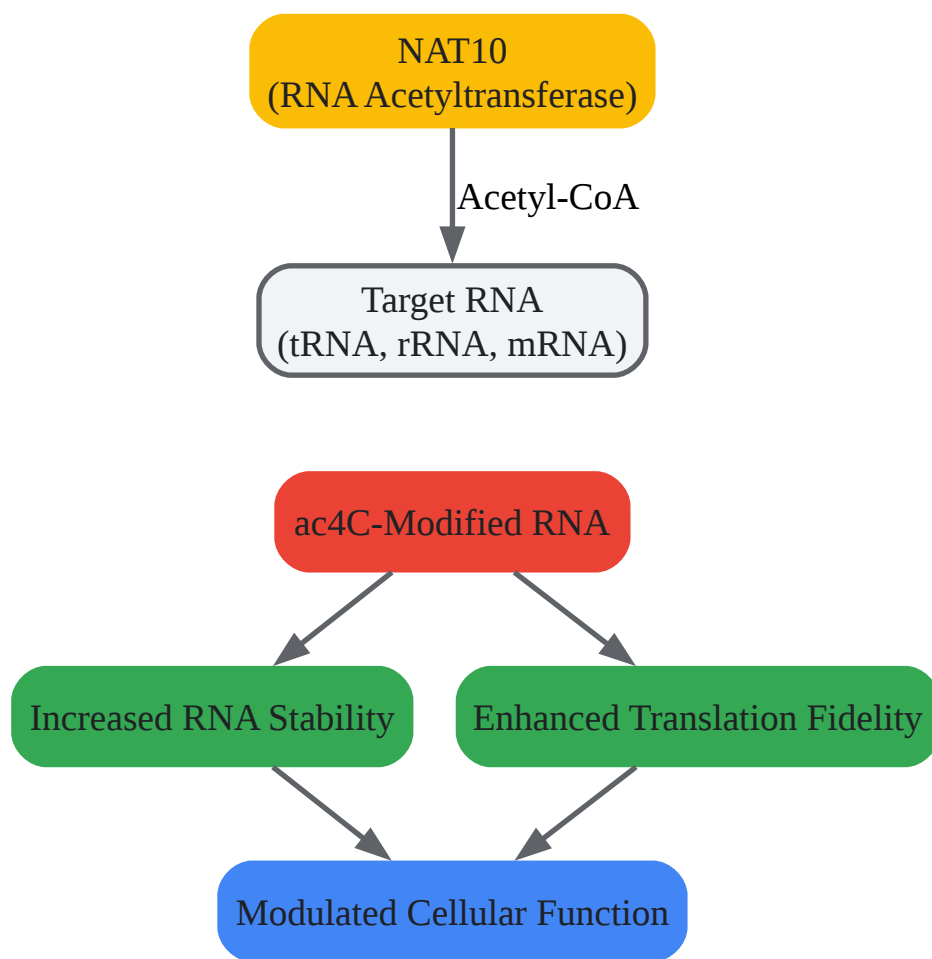 NAT10
(RNA Acetyltransferase)
Acetyl-CoA
Target RNA
(tRNA, rRNA, mRNA)
ac4C-Modified RNA
Increased RNA Stability
Enhanced Translation Fidelity
Modulated Cellular Function